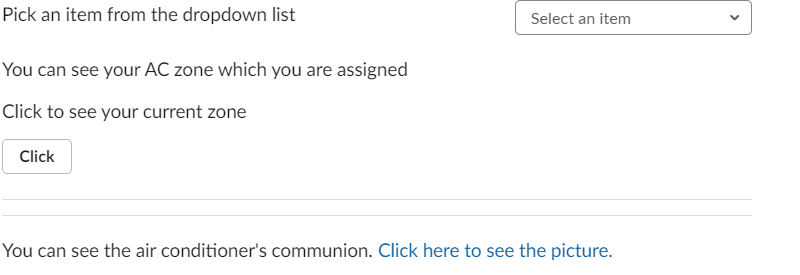 Pick an item from the dropdown list
Select an item
You can see your AC zone which you are assigned
Click to see your current zone
Click
You can see the air conditioner's communion. Click here to see the picture.